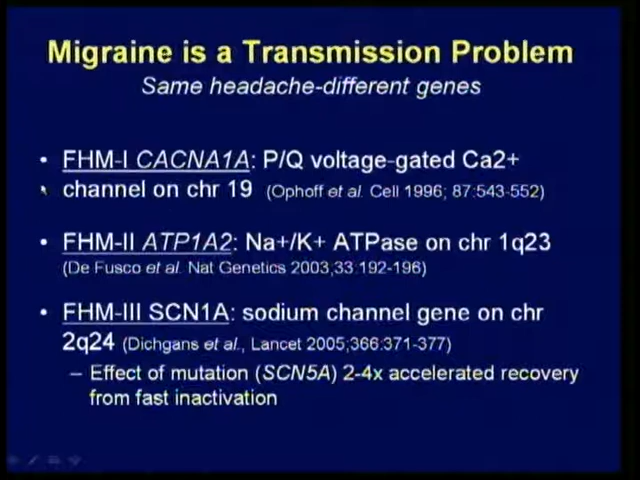 Migraine is a Transmission Problem
Same headache-different genes
• FHM-I CACNA1A: P/Q voltage-gated Ca2+
channel on chr 19 (Ophoff et al. Cell 1996; 87:543-552)
• FHM-II ATP1A2: Na+/K+ ATPase on chr 1q23
(De Fusco et al. Nat Genetics 2003;33:192-196)
• FHM-III SCN1A: sodium channel gene on chr
2q24 (Dichgans et al., Lancet 2005;366:371-377)
– Effect of mutation (SCN5A) 2-4x accelerated recovery
from fast inactivation